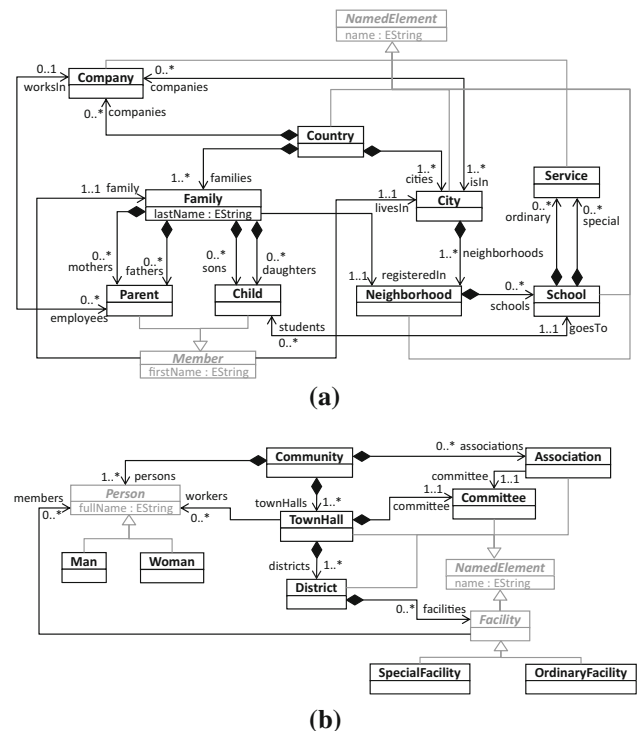 NamedElement
name : EString
0..1
worksIn
Company
0..*
companies
0..* companies
Country
Service
1..* families
1..*
cities
1..*
isIn
0..*
ordinary
0..*
special
1..1 family
Family
lastName : EString
1..1
livesIn
City
0..*
mothers
0..*
fathers
0..*
sons
0..*
daughters
1..* neighborhoods
registeredIn
1..1
0..*
employees
Parent
Child
Neighborhood
0..*
schools
School
students
0..*
1..1 goesTo
Member
firstName : EString
(a)
Community
0..* associations
Association
1..* persons
committee
1..1
members
0..*
Person
fullName : EString
workers
0..*
townHalls
1..*
TownHall
1..1
committee
Committee
Man
Woman
districts
1..*
NamedElement
name : EString
District
0..* facilities
Facility
SpecialFacility
OrdinaryFacility
(b)